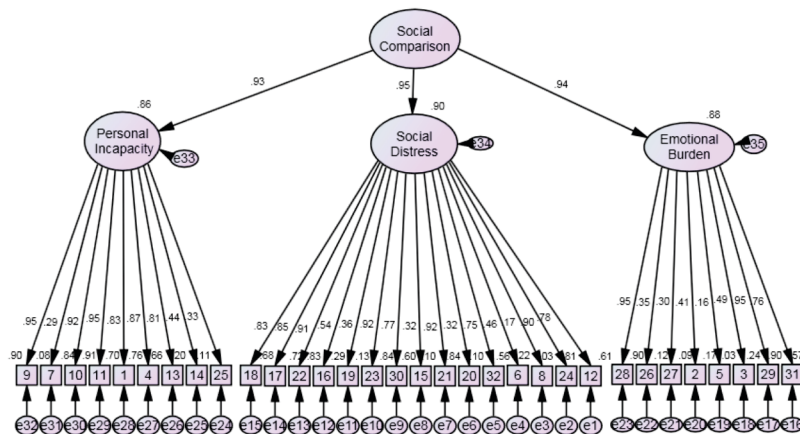 Social
Comparison
.93
.95
.94
.86
.90
.88
Personal
Incapacity
e33
Social
Distress
e34
Emotional
Burden
e35
.95 .29 .92 .95 .83 .87 .81 .44 .33
.83 .85 .91 .54 .36 .92 .77 .32 .92 .32 .75 .46 .17 .90 .78
.95 .35 .30 .41 .16 .49 .95 .76
.90 .08 .84 .91 .70 .76 .66 .20 .11
.68 .72 .83 .29 .13 .84 .60 .10 .84 .10 .56 .22 .03 .81 .61
.90 .12 .09 .17 .03 .24 .90
9 7 10 11 1 4 13 14 25
18 17 22 16 19 23 30 15 21 20 32 6 8 24 12
28 26 27 2 5 3 29 31
e32 e31 e30 e29 e28 e27 e26 e25 e24
e15 e14 e13 e12 e11 e10 e9 e8 e7 e6 e5 e4 e3 e2 e1
e23 e22 e21 e20 e19 e18 e17 e16